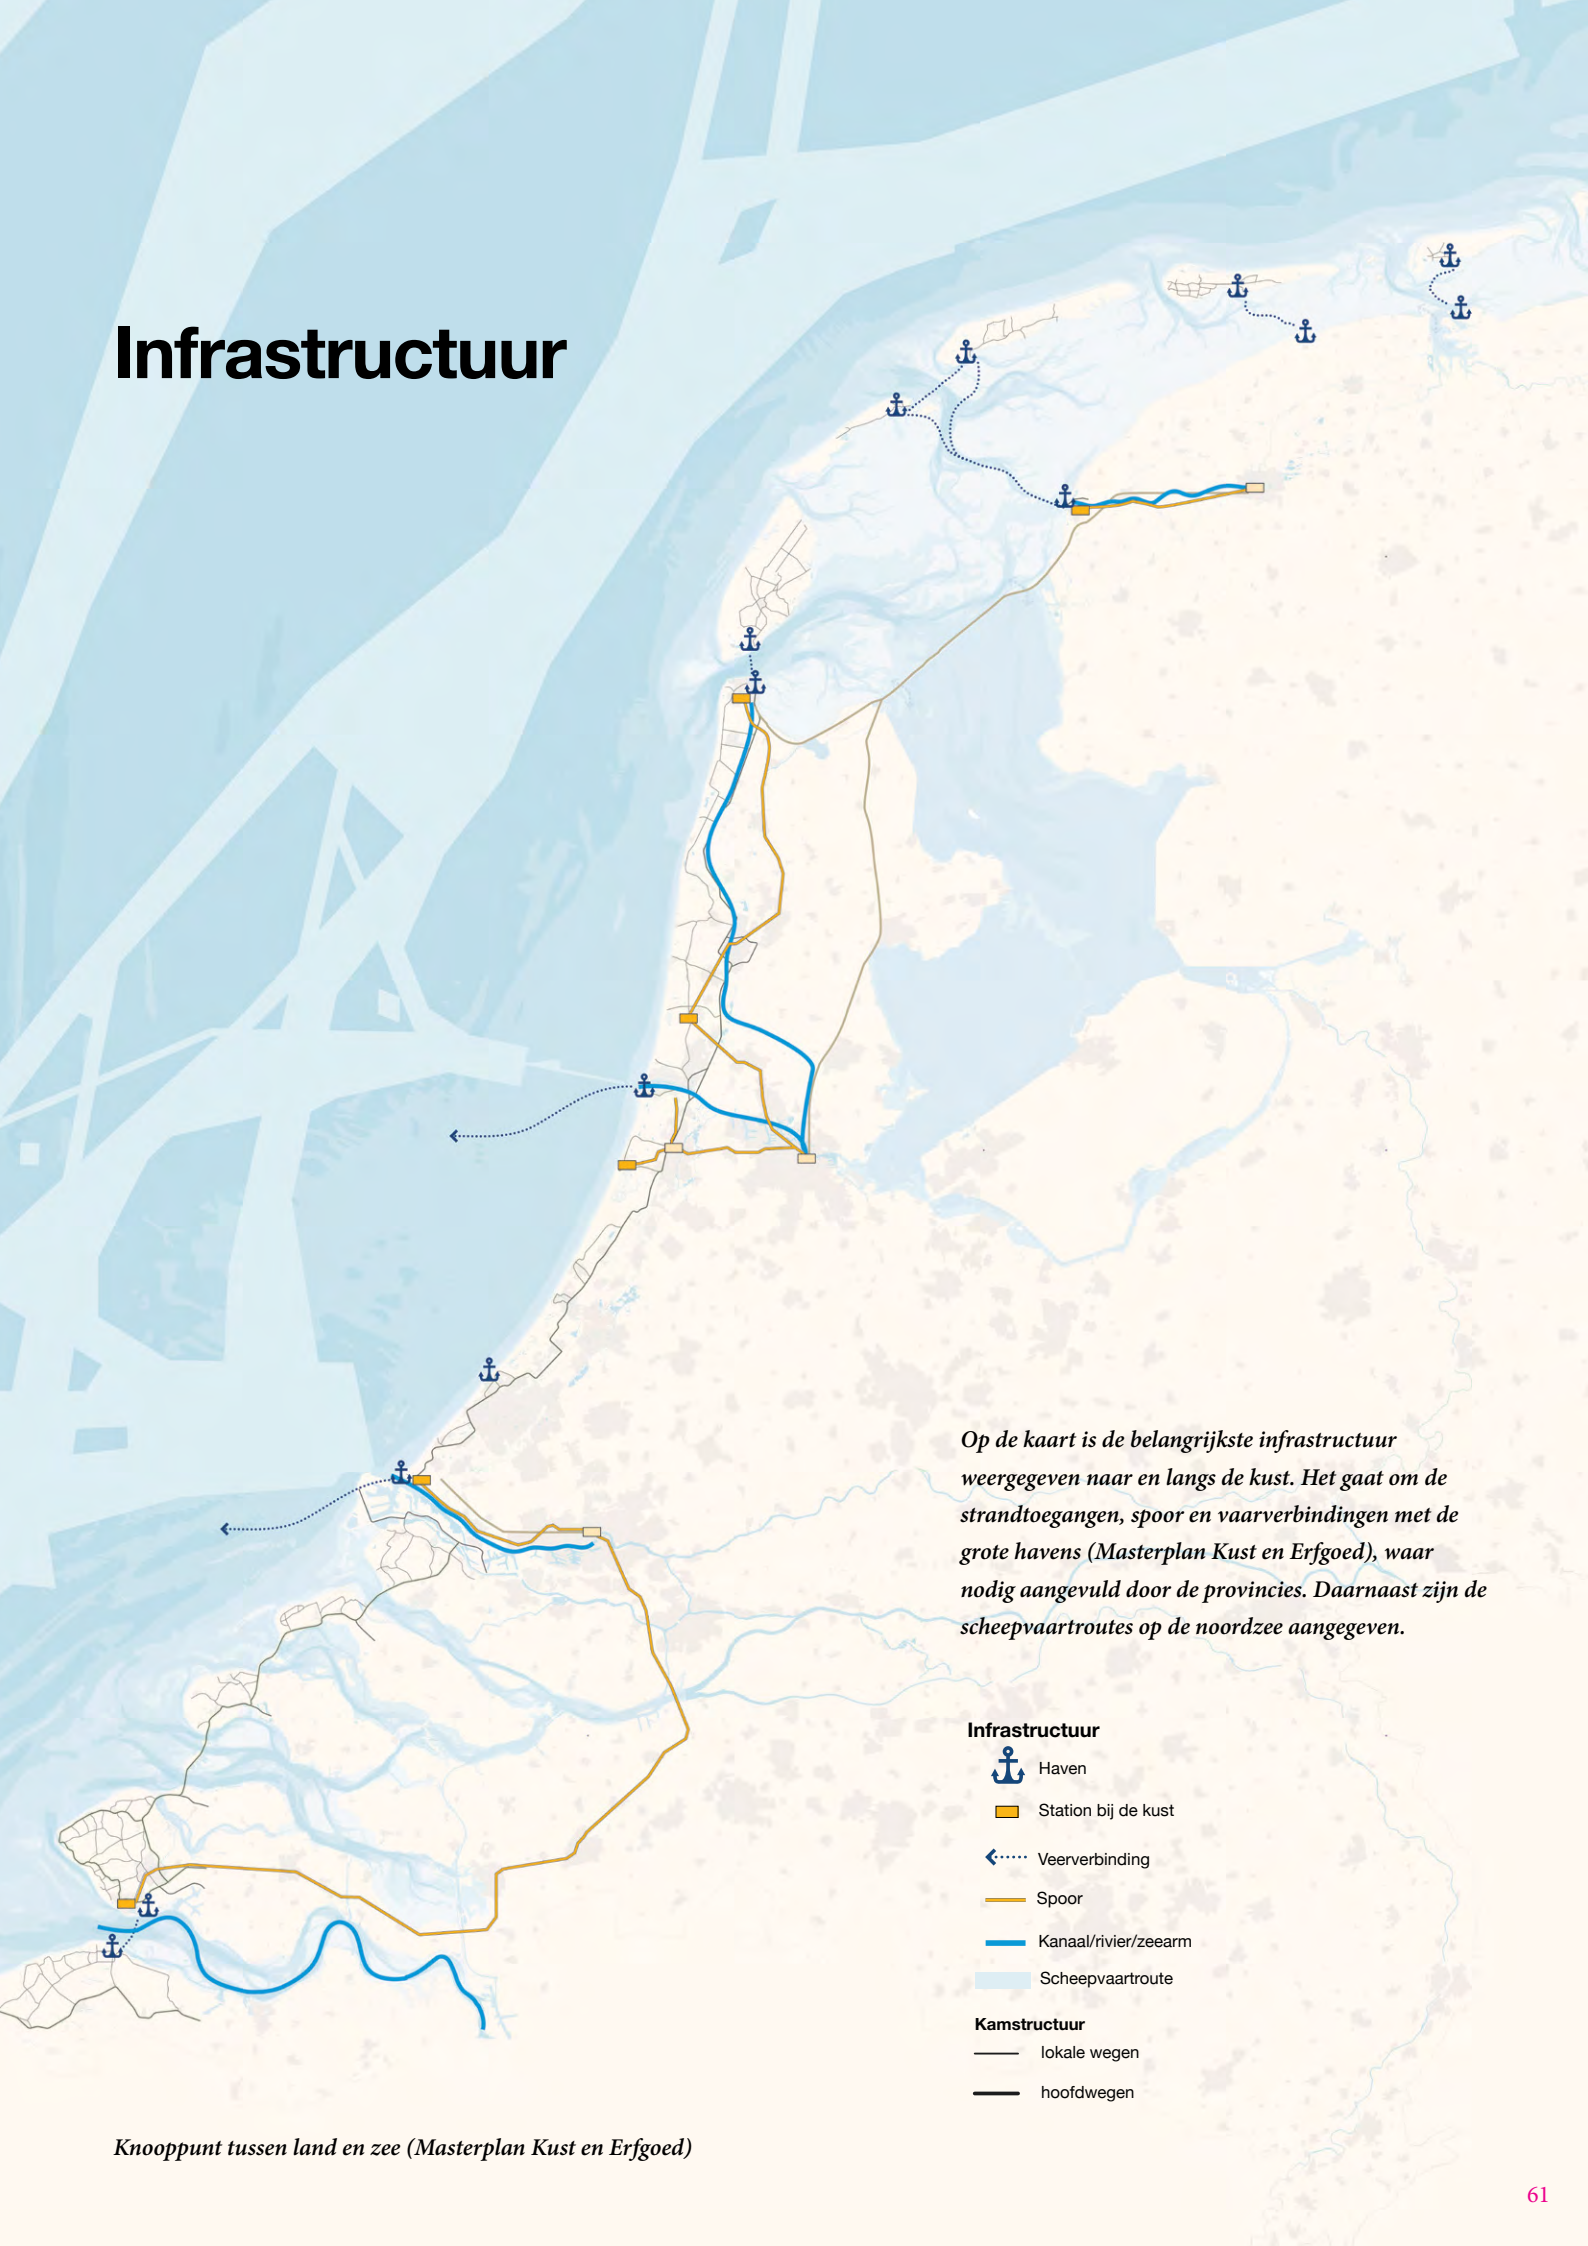 Infrastructuur
Op de kaart is de belangrijkste infrastructuur
weergegeven naar en langs de kust. Het gaat om de
strandtoegangen, spoor en vaarverbindingen met de
grote havens (Masterplan Kust en Erfgoed), waar
nodig aangevuld door de provincies. Daarnaast zijn de
scheepvaartroutes op de noordzee aangegeven.
Infrastructuur
Haven
Station bij de kust
Veerverbinding
Spoor
Kanaal/rivier/zeearm
Scheepvaartroute
Kamstructuur
lokale wegen
hoofdwegen
Knooppunt tussen land en zee (Masterplan Kust en Erfgoed)
61